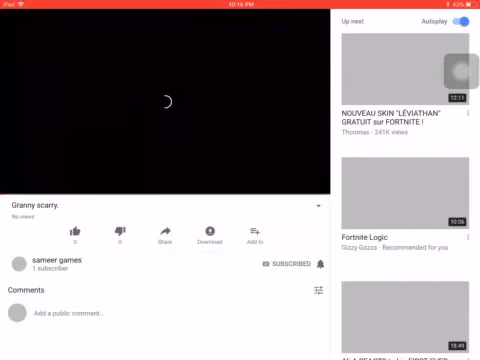 iPad 10:15 PM 43%
Up next Autoplay
12:11
NOUVEAU SKIN "LÉVIATHAN"
GRATUIT sur FORTNITE !
Thoomas · 241K views
Granny scarry.
No views
0 0 Share Download Add to
sameer games
1 subscriber
SUBSCRIBED
Comments
Add a public comment...
10:06
Fortnite Logic
Gizzy Gazza · Recommended for you
18:49